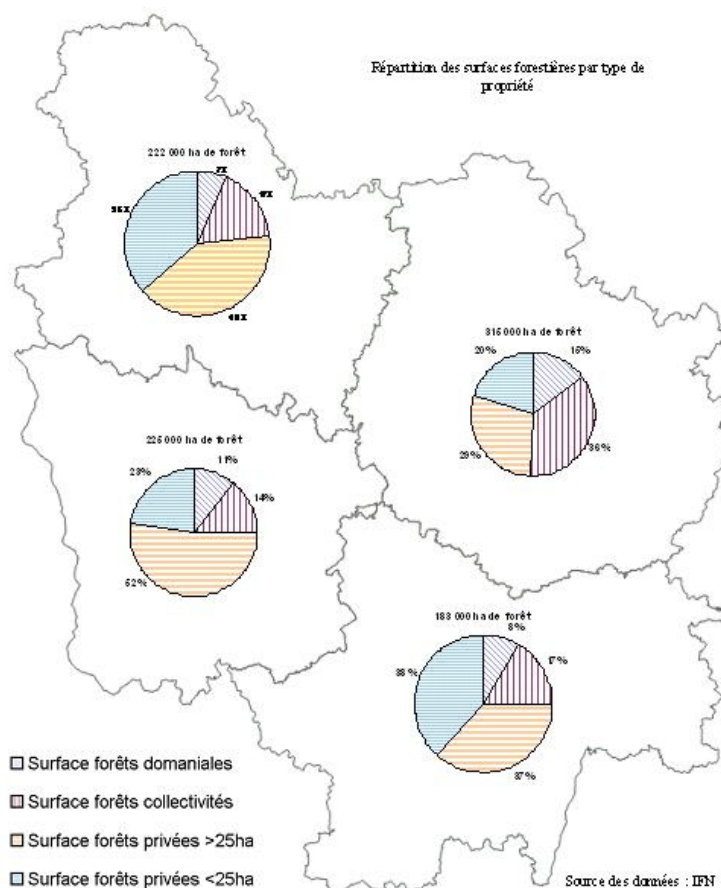 Répartition des surfaces forestières par type de
propriété
222 000 ha de forêt
7%
36%
40%
315 000 ha de forêt
20%
15%
36%
29%
225 000 ha de forêt
23%
11%
14%
52%
183 000 ha de forêt
8%
38%
17%
37%
Surface forêts domaniales
Surface forêts collectivités
Surface forêts privées >25ha
Surface forêts privées <25ha
Source des données : IFN